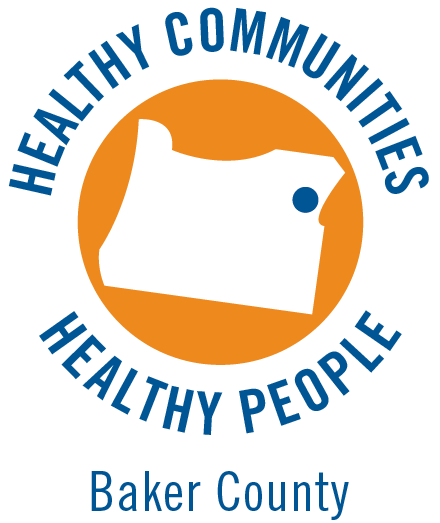 HEALTHY COMMUNITIES
HEALTHY PEOPLE
Baker County